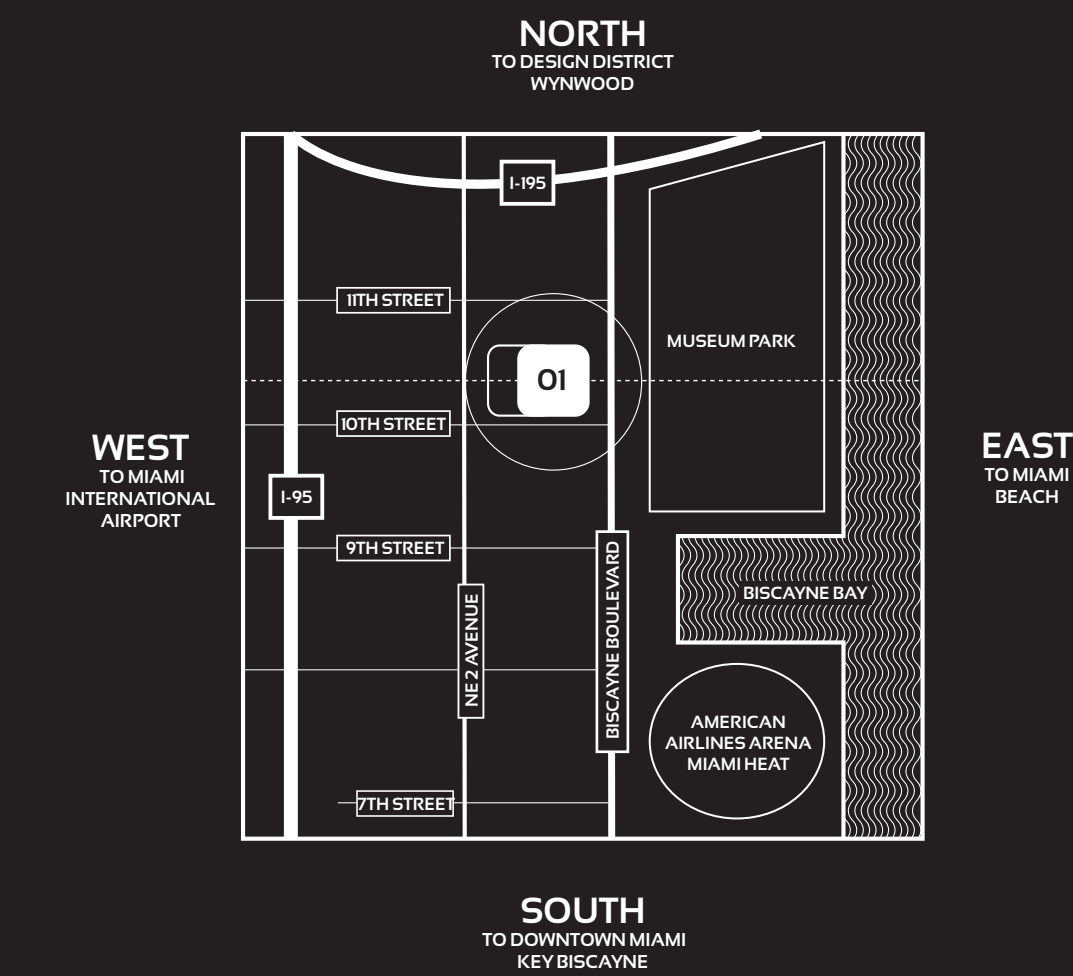 NORTH
TO DESIGN DISTRICT
WYNWOOD
I-195
11TH STREET
MUSEUM PARK
01
10TH STREET
WEST
TO MIAMI
INTERNATIONAL
AIRPORT
EAST
TO MIAMI
BEACH
I-95
9TH STREET
BISCAYNE BAY
NE 2 AVENUE
BISCAYNE BOULEVARD
AMERICAN
AIRLINES ARENA
MIAMI HEAT
7TH STREET
SOUTH
TO DOWNTOWN MIAMI
KEY BISCAYNE